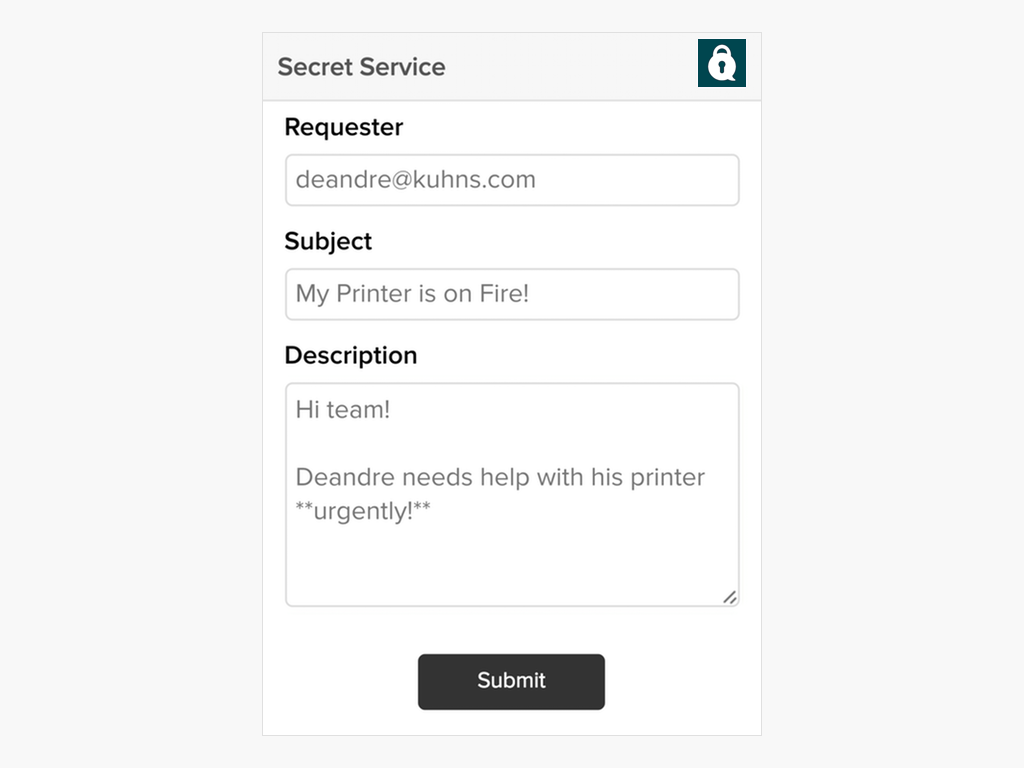 Secret Service
Requester
deandre@kuhns.com
Subject
My Printer is on Fire!
Description
Hi team!
Deandre needs help with his printer
**urgently!**
Submit